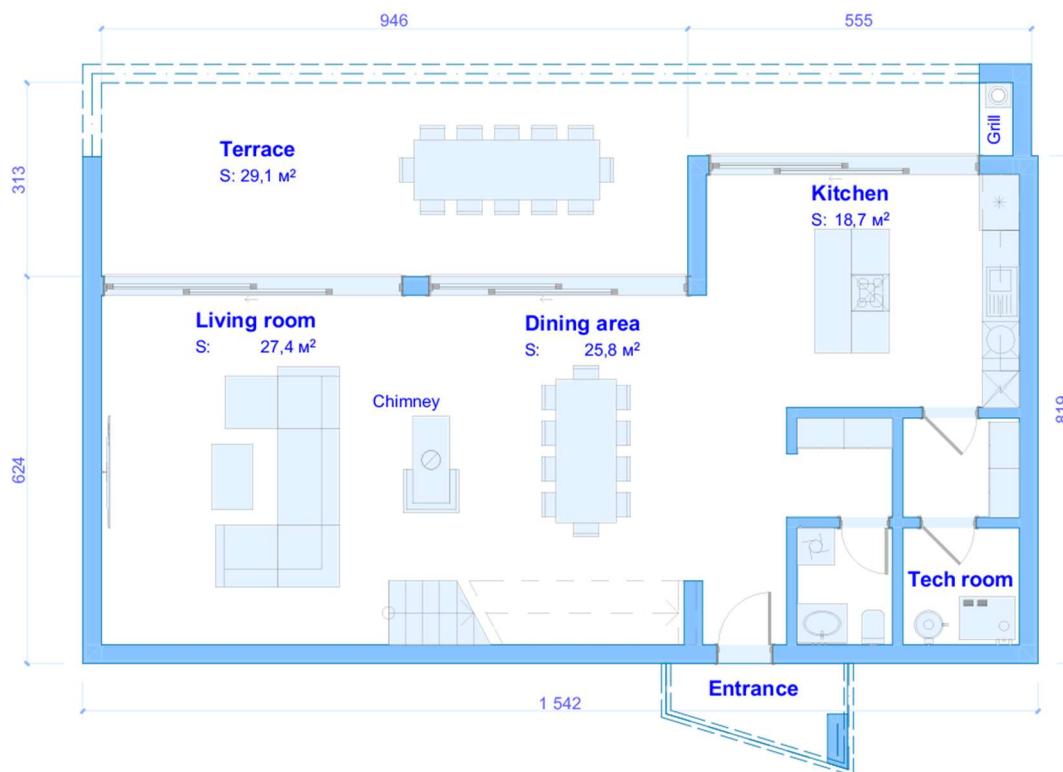 946
555
Grill
Terrace
S: 29,1 м²
313
Kitchen
S: 18,7 м²
Living room
S: 27,4 м²
Dining area
S: 25,8 м²
Chimney
819
624
Tech room
Entrance
1 542